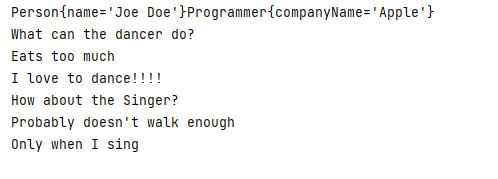 Person{name='Joe Doe'}Programmer{companyName='Apple'}
What can the dancer do?
Eats too much
I love to dance!!!!
How about the Singer?
Probably doesn't walk enough
Only when I sing